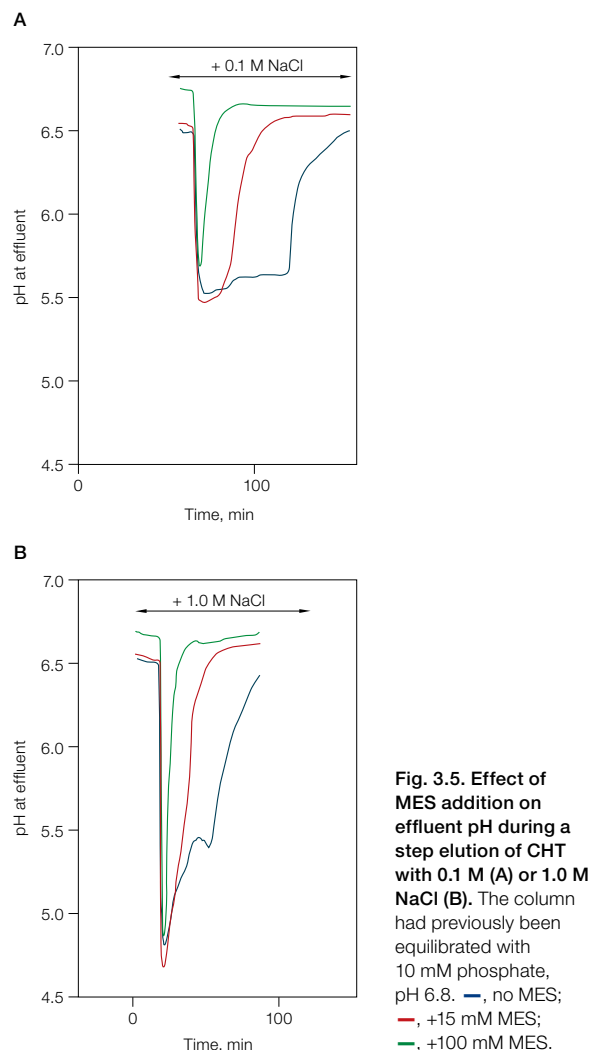 A
7.0
+ 0.1 M NaCl
6.5
6.0
pH at effluent
5.5
5.0
4.5
0
100
Time, min
B
7.0
+ 1.0 M NaCl
6.5
6.0
pH at effluent
5.5
5.0
4.5
0
100
Time, min
Fig. 3.5. Effect of
MES addition on
effluent pH during a
step elution of CHT
with 0.1 M (A) or 1.0 M
NaCl (B). The column
had previously been
equilibrated with
10 mM phosphate,
pH 6.8. —, no MES;
—, +15 mM MES;
—, +100 mM MES.